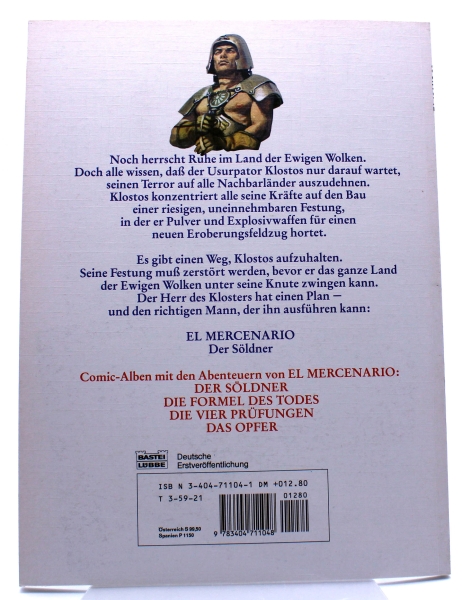 Noch herrscht Ruhe im Land der Ewigen Wolken.
Doch alle wissen, daß der Usurpator Klostos nur darauf wartet,
seinen Terror auf alle Nachbarländer auszudehnen.
Klostos konzentriert alle seine Kräfte auf den Bau
einer riesigen, uneinnehmbaren Festung,
in der er Pulver und Explosivwaffen für einen
neuen Eroberungsfeldzug hortet.
Es gibt einen Weg, Klostos aufzuhalten.
Seine Festung muß zerstört werden, bevor er das ganze Land
der Ewigen Wolken unter seine Knute zwingen kann.
Der Herr des Klosters hat einen Plan –
und den richtigen Mann, der ihn ausführen kann:
EL MERCENARIO
Der Söldner
Comic-Alben mit den Abenteuern von EL MERCENARIO:
DER SÖLDNER
DIE FORMEL DES TODES
DIE VIER PRÜFUNGEN
DAS OPFER
BASTEI
LÜBBE
Deutsche
Erstveröffentlichung
ISB N 3-404-71104-1 DM +012.80
T 3-59-21
01280
Österreich S 99,50
Spanien P 1150
9 783404 711048